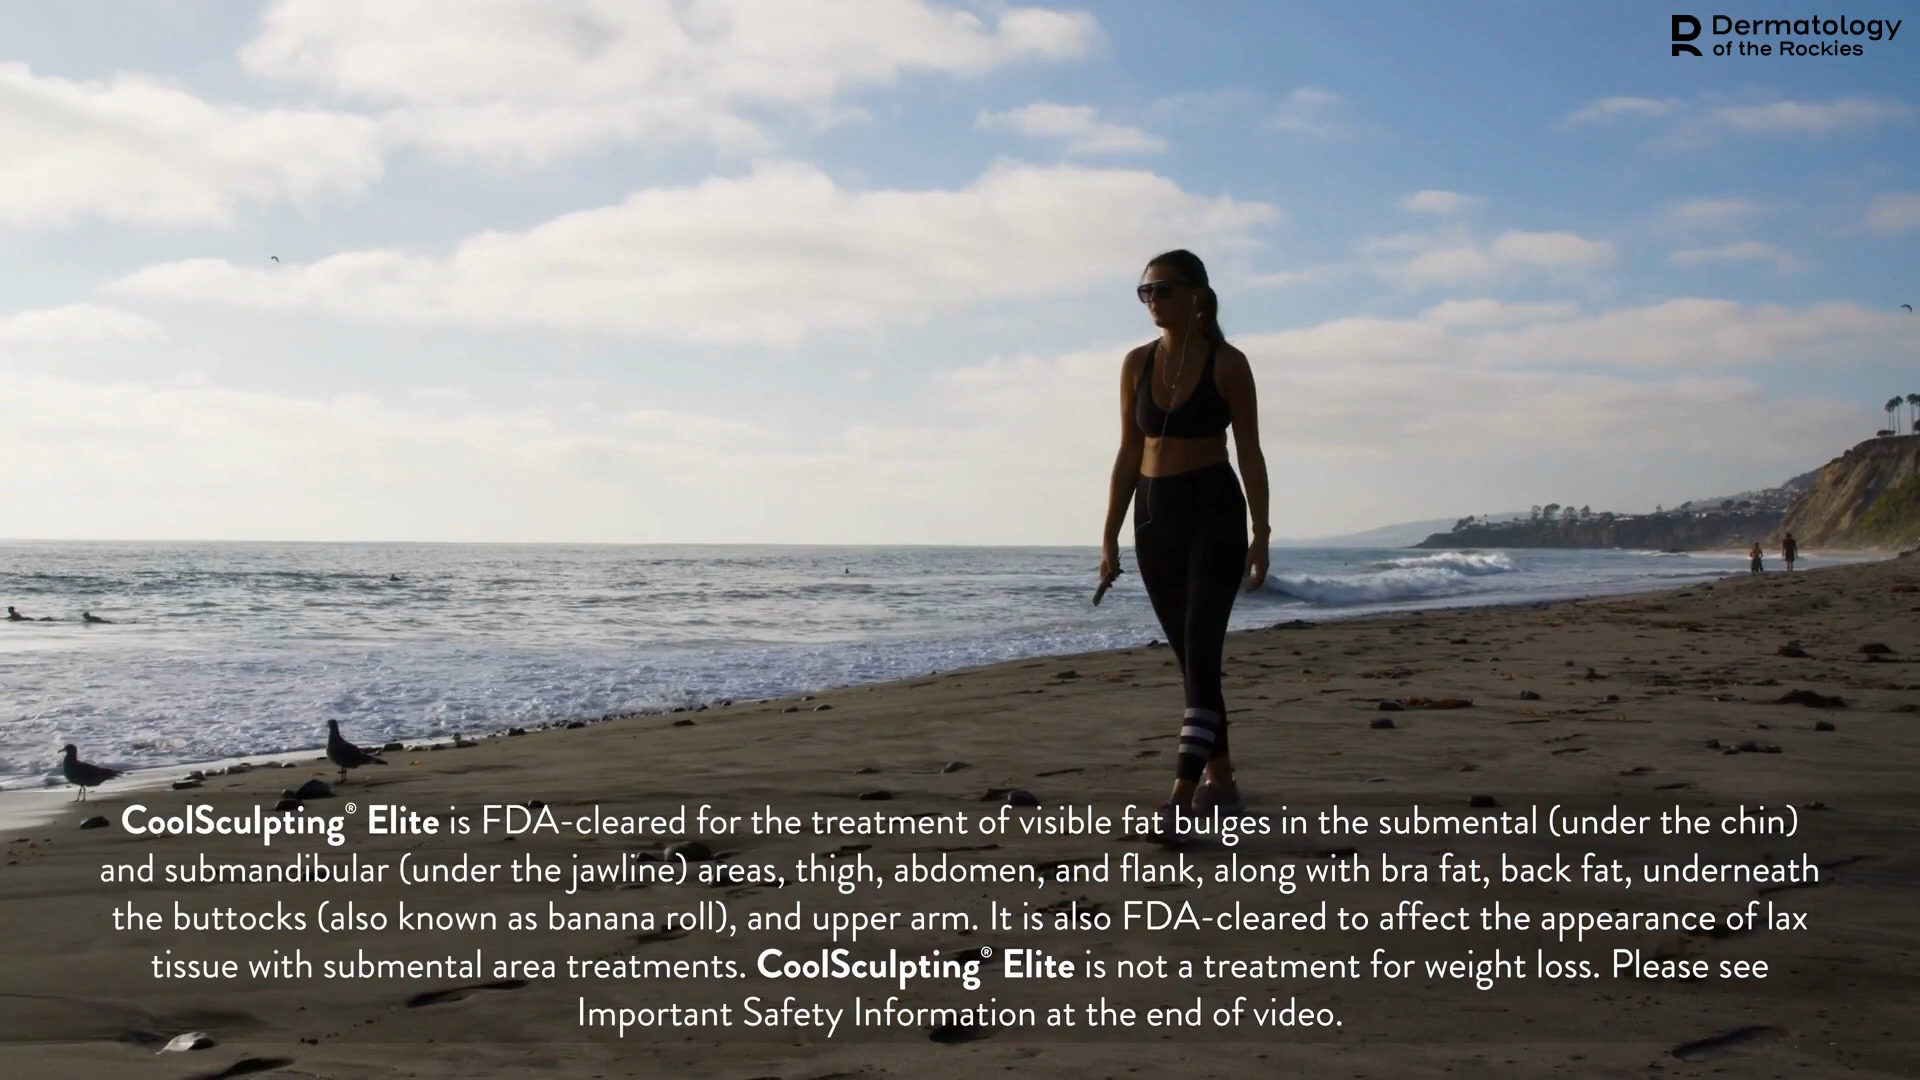 Dermatology
of the Rockies
CoolSculpting® Elite is FDA-cleared for the treatment of visible fat bulges in the submental (under the chin)
and submandibular (under the jawline) areas, thigh, abdomen, and flank, along with bra fat, back fat, underneath
the buttocks (also known as banana roll), and upper arm. It is also FDA-cleared to affect the appearance of lax
tissue with submental area treatments. CoolSculpting® Elite is not a treatment for weight loss. Please see
Important Safety Information at the end of video.